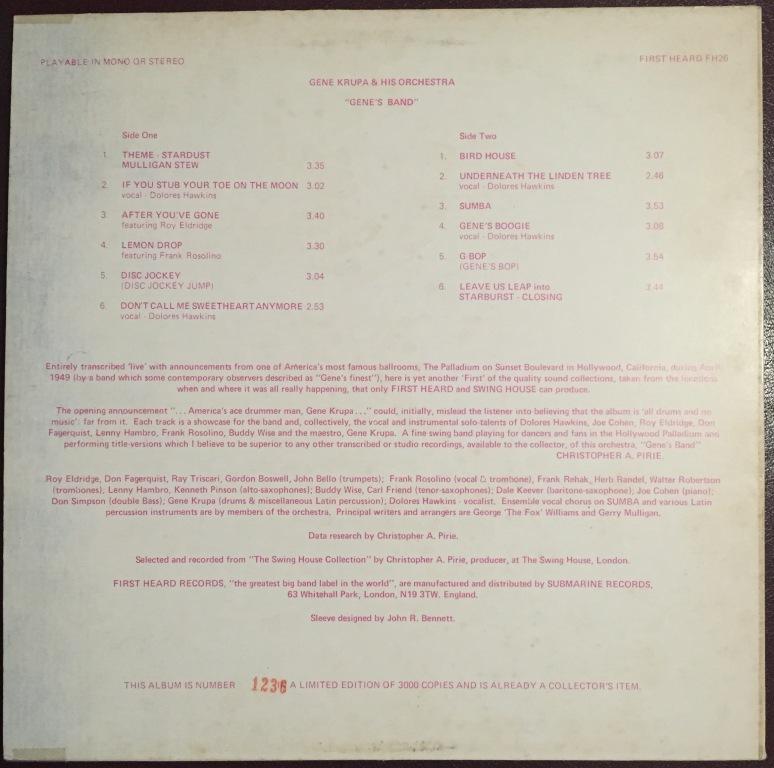 PLAYABLE IN MONO OR STEREO
FIRST HEARD FH26
GENE KRUPA & HIS ORCHESTRA
"GENE'S BAND"
Side One
1. THEME - STARDUST
MULLIGAN STEW 3.35
2. IF YOU STUB YOUR TOE ON THE MOON 3.02
vocal - Dolores Hawkins
3. AFTER YOU'VE GONE 3.40
featuring Roy Eldridge
4. LEMON DROP 3.30
featuring Frank Rosolino
5. DISC JOCKEY 3.04
(DISC JOCKEY JUMP)
6. DON'T CALL ME SWEETHEART ANYMORE 2.53
vocal - Dolores Hawkins
Side Two
1. BIRD HOUSE 3.07
2. UNDERNEATH THE LINDEN TREE 2.46
vocal - Dolores Hawkins
3. SUMBA 3.53
4. GENE'S BOOGIE 3.08
vocal - Dolores Hawkins
5. G-BOP 3.54
(GENE'S BOP)
6. LEAVE US LEAP into 3.44
STARBURST - CLOSING
Entirely transcribed 'live' with announcements from one of America's most famous ballrooms, The Palladium on Sunset Boulevard in Hollywood, California, during April
1949 (by a band which some contemporary observers described as "Gene's finest"), here is yet another 'First' of the quality sound collections, taken from the locations
when and where it was all really happening, that only FIRST HEARD and SWING HOUSE can produce.
The opening announcement "... America's ace drummer man, Gene Krupa ..." could, initially, mislead the listener into believing that the album is 'all drums and no
music': far from it. Each track is a showcase for the band and, collectively, the vocal and instrumental solo-talents of Dolores Hawkins, Joe Cohen, Roy Eldridge, Don
Fagerquist, Lenny Hambro, Frank Rosolino, Buddy Wise and the maestro, Gene Krupa. A fine swing band playing for dancers and fans in the Hollywood Palladium and
performing title-versions which I believe to be superior to any other transcribed or studio recordings, available to the collector, of this orchestra, "Gene's Band"
CHRISTOPHER A. PIRIE.
Roy Eldridge, Don Fagerquist, Ray Triscari, Gordon Boswell, John Bello (trumpets); Frank Rosolino (vocal & trombone), Frank Rehak, Herb Randel, Walter Robertson
(trombones); Lenny Hambro, Kenneth Pinson (alto-saxophones); Buddy Wise, Carl Friend (tenor-saxophones); Dale Keever (baritone-saxophone); Joe Cohen (piano);
Don Simpson (double Bass); Gene Krupa (drums & miscellaneous Latin percussion); Dolores Hawkins - vocalist. Ensemble vocal chorus on SUMBA and various Latin
percussion instruments are by members of the orchestra. Principal writers and arrangers are George 'The Fox' Williams and Gerry Mulligan.
Data research by Christopher A. Pirie.
Selected and recorded from "The Swing House Collection" by Christopher A. Pirie, producer, at The Swing House, London.
FIRST HEARD RECORDS, "the greatest big band label in the world", are manufactured and distributed by SUBMARINE RECORDS,
63 Whitehall Park, London, N19 3TW. England.
Sleeve designed by John R. Bennett.
THIS ALBUM IS NUMBER 1236 A LIMITED EDITION OF 3000 COPIES AND IS ALREADY A COLLECTOR'S ITEM.